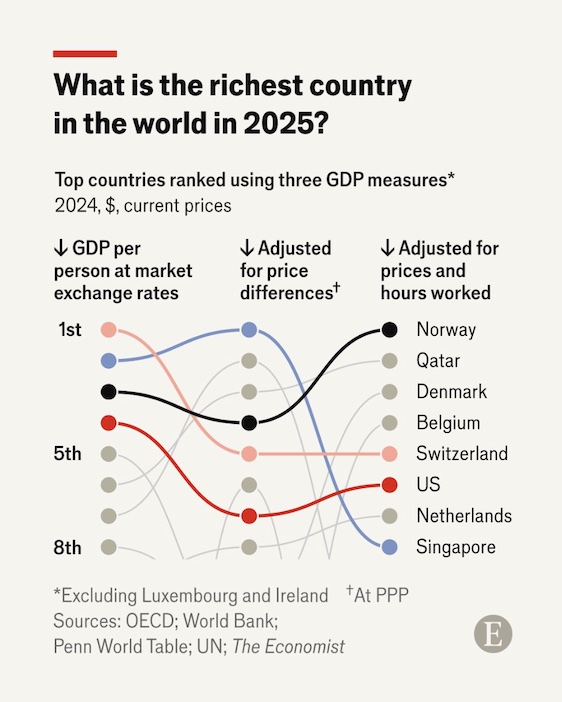 What is the richest country
in the world in 2025?
Top countries ranked using three GDP measures*
2024, $, current prices
↓ GDP per
person at market
exchange rates
↓ Adjusted
for price
differences†
↓ Adjusted for
prices and
hours worked
1st
5th
8th
Norway
Qatar
Denmark
Belgium
Switzerland
US
Netherlands
Singapore
*Excluding Luxembourg and Ireland †At PPP
Sources: OECD; World Bank;
Penn World Table; UN; The Economist
E